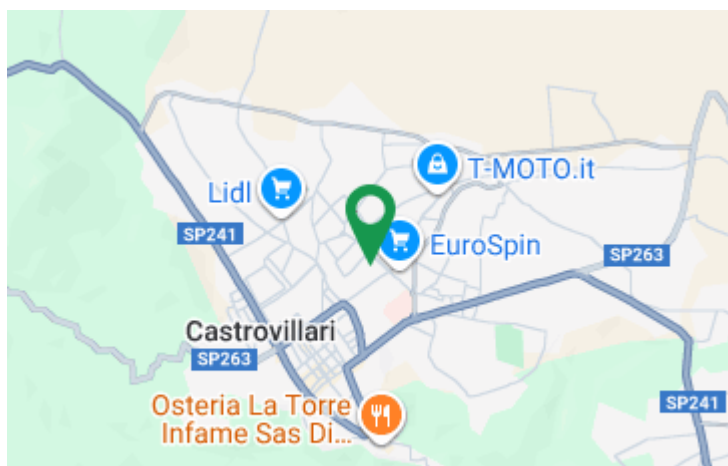 T-MOTO.it
Lidl
SP241
EuroSpin
SP263
Castrovillari
SP263
SP241
Osteria La Torre
Infame Sas Di...